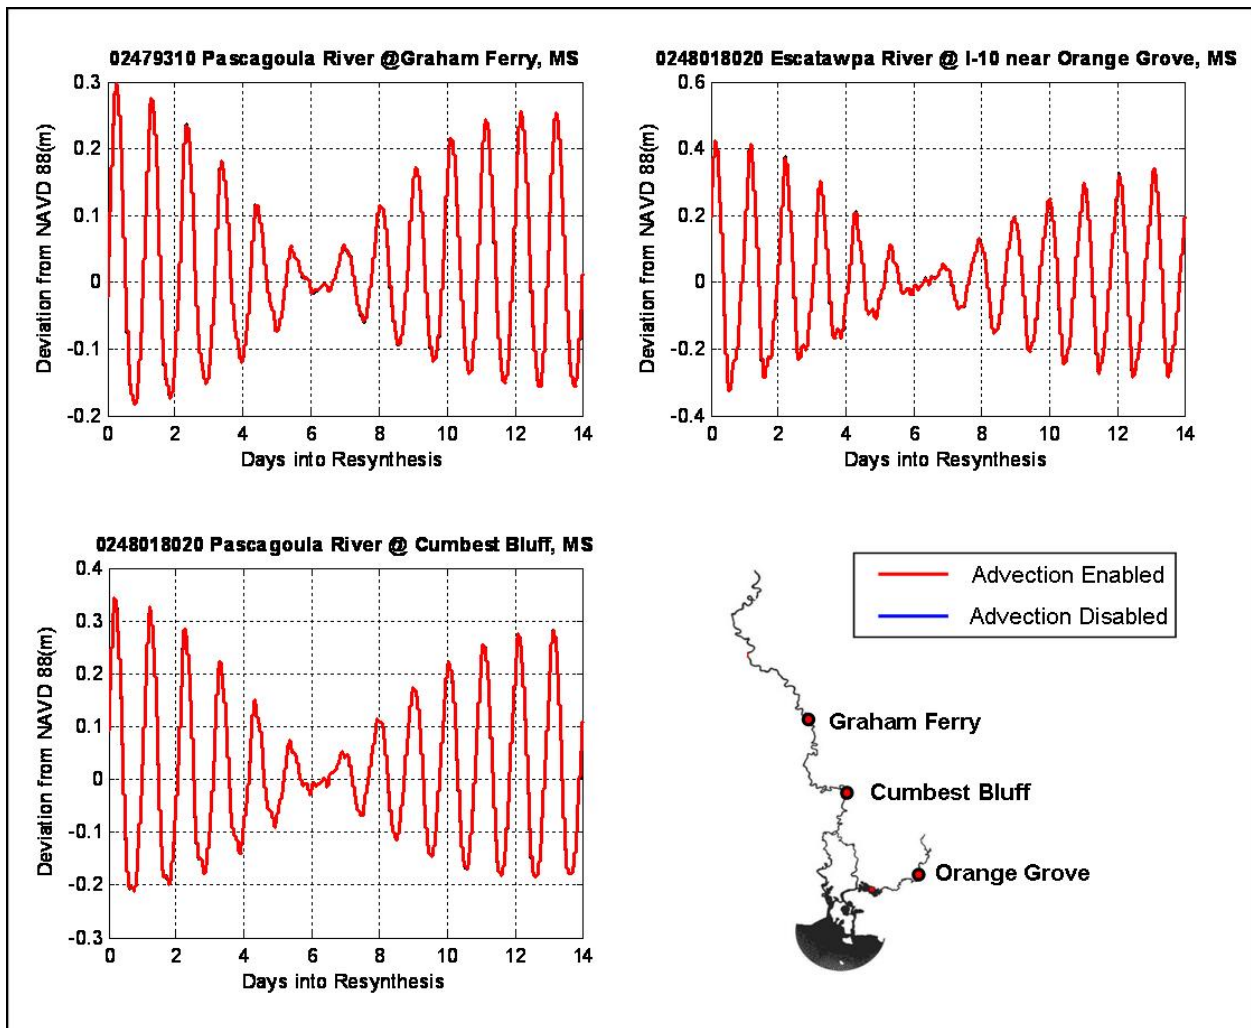 02479310 Pascagoula River @Graham Ferry, MS
0.3
0.2
0.1
0
-0.1
-0.2
0 2 4 6 8 10 12 14
Deviation from NAVD 88(m)
Days into Resynthesis
0248018020 Escatawpa River @ I-10 near Orange Grove, MS
0.6
0.4
0.2
0
-0.2
-0.4
0 2 4 6 8 10 12 14
Deviation from NAVD 88(m)
Days into Resynthesis
0248018020 Pascagoula River @ Cumbest Bluff, MS
0.4
0.3
0.2
0.1
0
-0.1
-0.2
-0.3
0 2 4 6 8 10 12 14
Deviation from NAVD 88(m)
Days into Resynthesis
Advection Enabled
Advection Disabled
Graham Ferry
Cumbest Bluff
Orange Grove